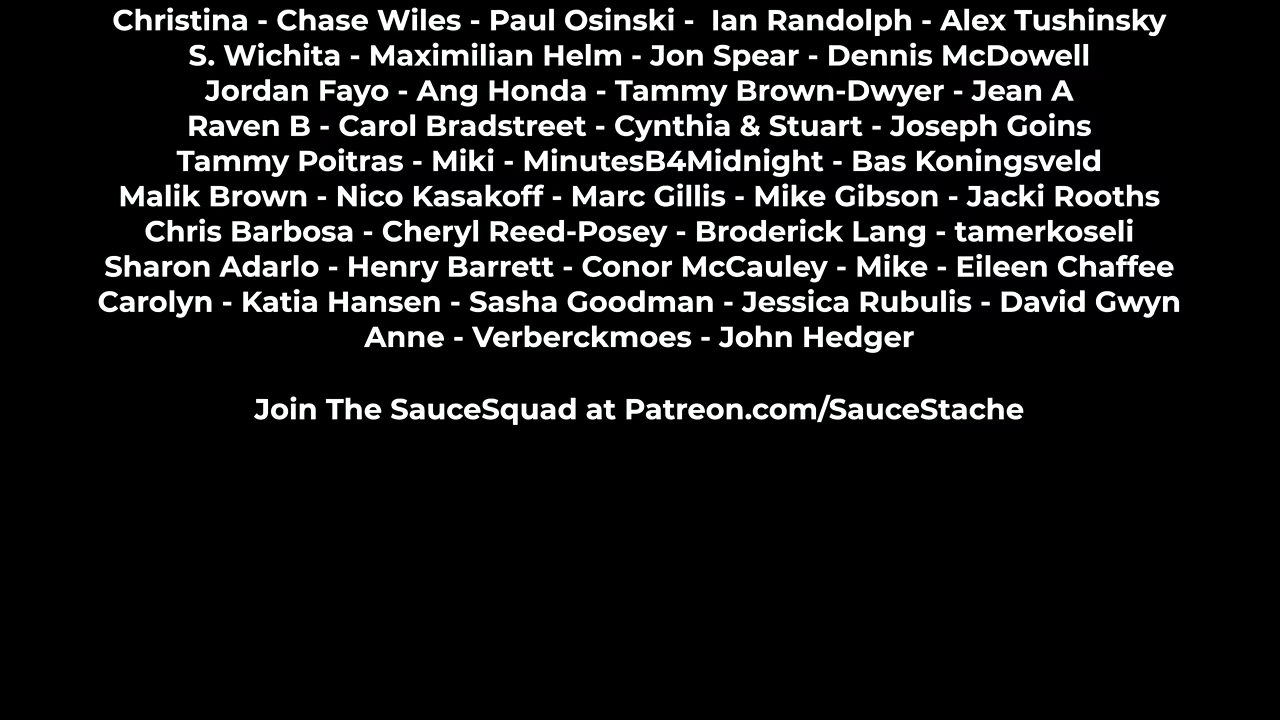 Christina - Chase Wiles - Paul Osinski -  Ian Randolph - Alex Tushinsky
S. Wichita - Maximilian Helm - Jon Spear - Dennis McDowell
Jordan Fayo - Ang Honda - Tammy Brown-Dwyer - Jean A
Raven B - Carol Bradstreet - Cynthia & Stuart - Joseph Goins
Tammy Poitras - Miki - MinutesB4Midnight - Bas Koningsveld
Malik Brown - Nico Kasakoff - Marc Gillis - Mike Gibson - Jacki Rooths
Chris Barbosa - Cheryl Reed-Posey - Broderick Lang - tamerkoseli
Sharon Adarlo - Henry Barrett - Conor McCauley - Mike - Eileen Chaffee
Carolyn - Katia Hansen - Sasha Goodman - Jessica Rubulis - David Gwyn
Anne - Verberckmoes - John Hedger
Join The SauceSquad at Patreon.com/SauceStache